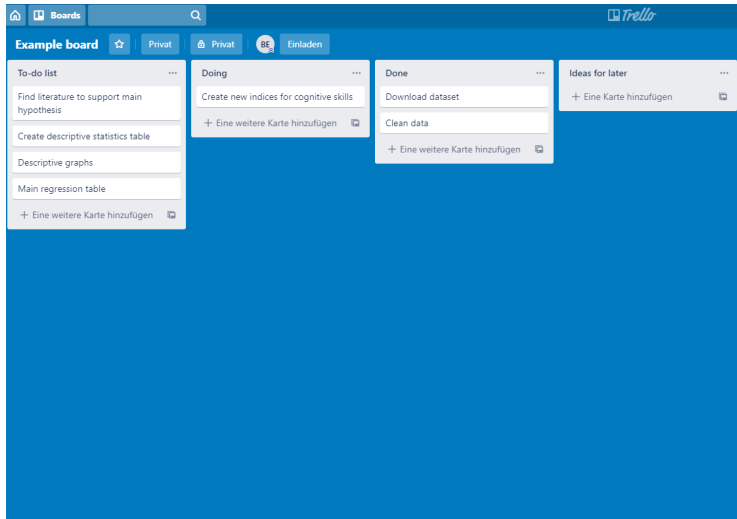 Boards
Trello
Example board
Privat
Privat
BE
Einladen
To-do list
Find literature to support main
hypothesis
Create descriptive statistics table
Descriptive graphs
Main regression table
+ Eine weitere Karte hinzufügen
Doing
Create new indices for cognitive skills
+ Eine weitere Karte hinzufügen
Done
Download dataset
Clean data
+ Eine weitere Karte hinzufügen
Ideas for later
+ Eine Karte hinzufügen